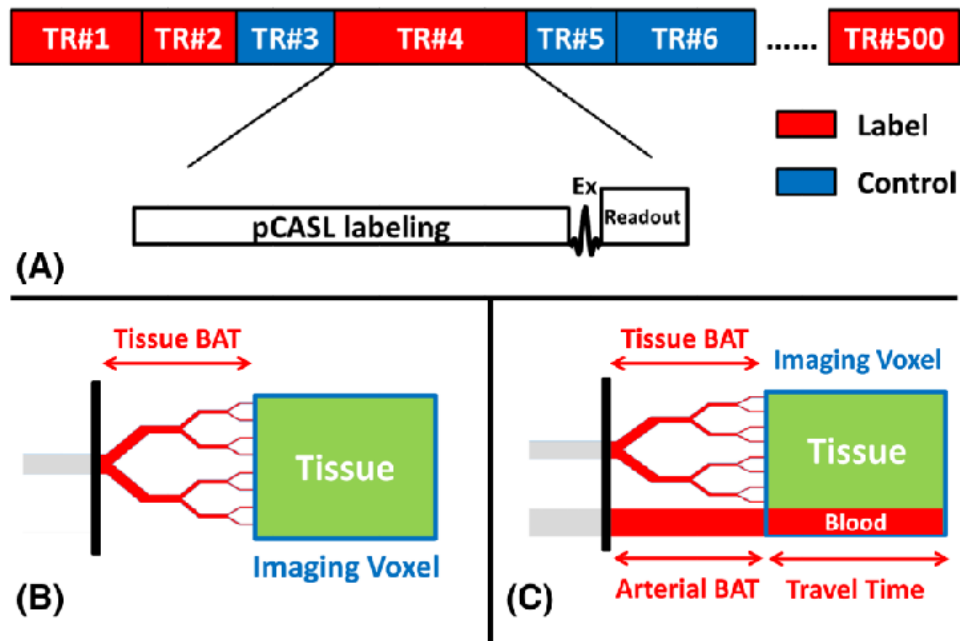 TR#1 TR#2 TR#3 TR#4 TR#5 TR#6 ...... TR#500
Label
Control
Ex
pCASL labeling
Readout
(A)
Tissue BAT
Tissue
Imaging Voxel
(B)
Tissue BAT
Imaging Voxel
Tissue
Blood
Arterial BAT
Travel Time
(C)